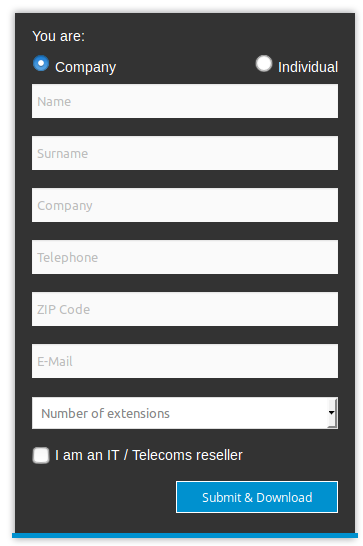 You are:
Company Individual
Name
Surname
Company
Telephone
ZIP Code
E-Mail
Number of extensions
I am an IT / Telecoms reseller
Submit & Download